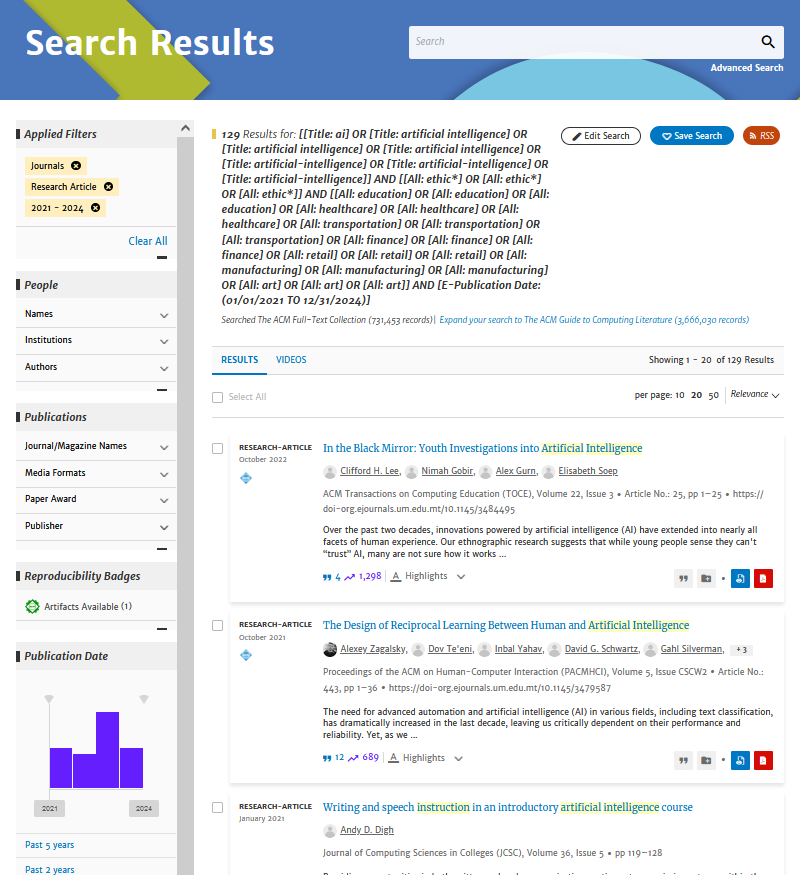 Search Results
Search
Advanced Search
Applied Filters
Journals
Research Article
2021 - 2024
Clear All
People
Names
Institutions
Authors
Publications
Journal/Magazine Names
Media Formats
Paper Award
Publisher
Reproducibility Badges
Artifacts Available (1)
Publication Date
2021
2024
Past 5 years
Past 2 years
129 Results for: [[Title: ai] OR [Title: artificial intelligence] OR
[Title: artificial intelligence] OR [Title: artificial intelligence] OR
[Title: artificial-intelligence] OR [Title: artificial-intelligence] OR
[Title: artificial-intelligence]] AND [[All: ethic*] OR [All: ethic*]
OR [All: ethic*]] AND [[All: education] OR [All: education] OR [All:
education] OR [All: healthcare] OR [All: healthcare] OR [All:
healthcare] OR [All: transportation] OR [All: transportation] OR
[All: transportation] OR [All: finance] OR [All: finance] OR [All:
finance] OR [All: retail] OR [All: retail] OR [All: retail] OR [All:
manufacturing] OR [All: manufacturing] OR [All: manufacturing]
OR [All: art] OR [All: art] OR [All: art]] AND [E-Publication Date:
(01/01/2021 TO 12/31/2024)]
Edit Search
Save Search
RSS
Searched The ACM Full-Text Collection (731,453 records)| Expand your search to The ACM Guide to Computing Literature (3,666,030 records)
RESULTS VIDEOS
Showing 1 - 20 of 129 Results
Select All
per page: 10 20 50 Relevance
RESEARCH-ARTICLE
October 2022
In the Black Mirror: Youth Investigations into Artificial Intelligence
Clifford H. Lee, Nimah Gobir, Alex Gurn, Elisabeth Soep
ACM Transactions on Computing Education (TOCE), Volume 22, Issue 3 • Article No.: 25, pp 1–25 • https://
doi-org.ejournals.um.edu.mt/10.1145/3484495
Over the past two decades, innovations powered by artificial intelligence (AI) have extended into nearly all
facets of human experience. Our ethnographic research suggests that while young people sense they can't
“trust” AI, many are not sure how it works ...
4 1,298 A Highlights
RESEARCH-ARTICLE
October 2021
The Design of Reciprocal Learning Between Human and Artificial Intelligence
Alexey Zagalsky, Dov Te'eni, Inbal Yahav, David G. Schwartz, Gahl Silverman, + 3
Proceedings of the ACM on Human-Computer Interaction (PACMHCI), Volume 5, Issue CSCW2 • Article No.:
443, pp 1–36 • https://doi-org.ejournals.um.edu.mt/10.1145/3479587
The need for advanced automation and artificial intelligence (AI) in various fields, including text classification,
has dramatically increased in the last decade, leaving us critically dependent on their performance and
reliability. Yet, as we ...
12 689 A Highlights
RESEARCH-ARTICLE
January 2021
Writing and speech instruction in an introductory artificial intelligence course
Andy D. Digh
Journal of Computing Sciences in Colleges (JCSC), Volume 36, Issue 5 • pp 119–128